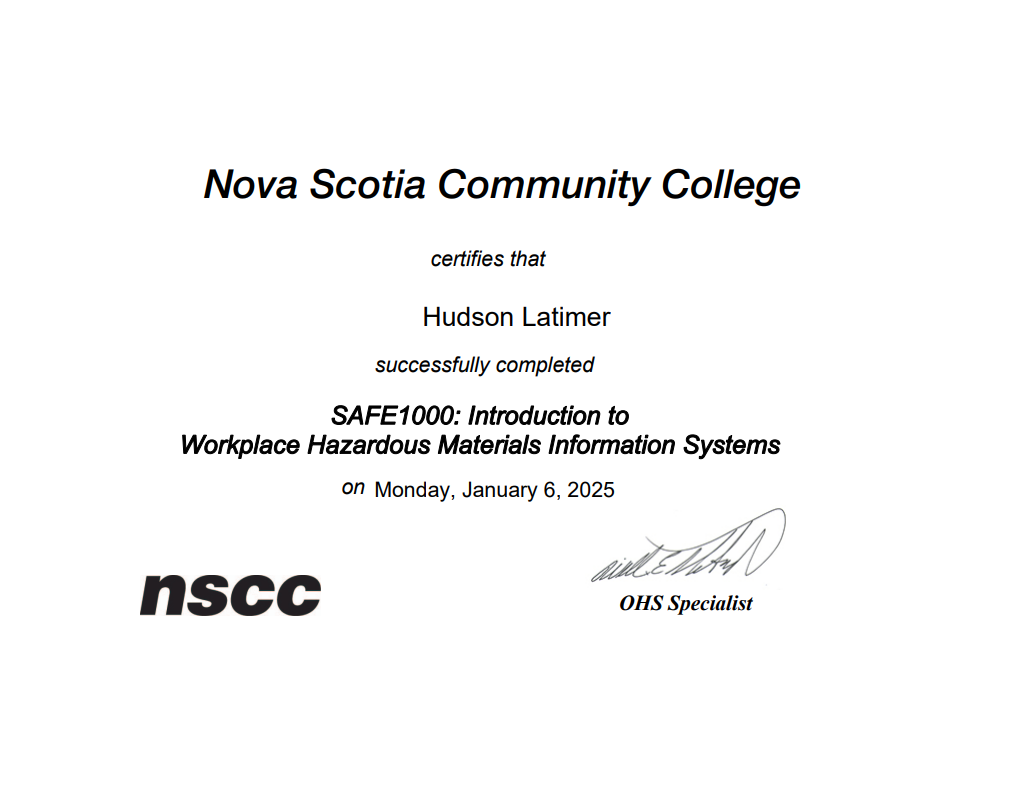 Nova Scotia Community College
certifies that
Hudson Latimer
successfully completed
SAFE1000: Introduction to
Workplace Hazardous Materials Information Systems
on Monday, January 6, 2025
nscc
OHS Specialist